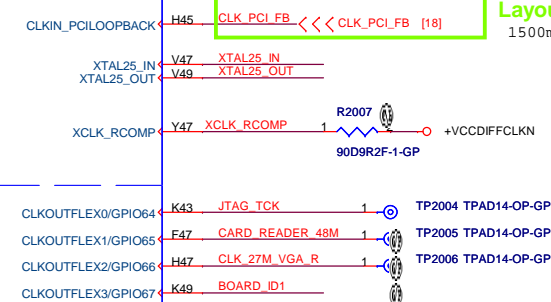 CLKIN_PCILOOPBACK H45 CLK_PCI_FB CLK_PCI_FB [18]
Layou
1500m
XTAL25_IN V47 XTAL25_IN
XTAL25_OUT V49 XTAL25_OUT
R2007
XCLK_RCOMP Y47 XCLK_RCOMP 1 2 +VCCDIFFCLKN
90D9R2F-1-GP
CLKOUTFLEX0/GPIO64 K43 JTAG_TCK 1 TP2004 TPAD14-OP-GP
CLKOUTFLEX1/GPIO65 F47 CARD_READER_48M 1 TP2005 TPAD14-OP-GP
CLKOUTFLEX2/GPIO66 H47 CLK_27M_VGA_R 1 TP2006 TPAD14-OP-GP
CLKOUTFLEX3/GPIO67 K49 BOARD_ID1